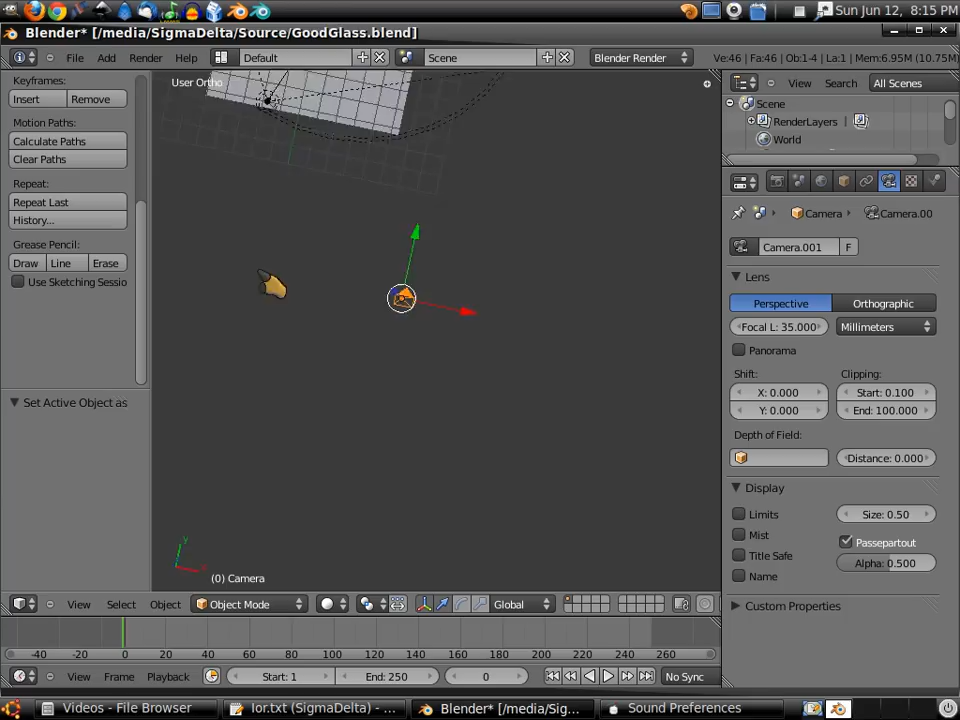 Sun Jun 12, 8:15 PM
Blender* [/media/SigmaDelta/Source/GoodGlass.blend]
File Add Render Help Default Scene Blender Render Ve:46 | Fa:46 | Ob:1-4 | La:1 | Mem:6.95M (10.75M)
Keyframes:
Insert Remove
Motion Paths:
Calculate Paths
Clear Paths
Repeat:
Repeat Last
History...
Grease Pencil:
Draw Line Erase
Use Sketching Sessio
Set Active Object as
User Ortho
y
x
(0) Camera
View Select Object Object Mode Global
View Search All Scenes
Scene
RenderLayers
World
Camera Camera.00
Camera.001 F
Lens
Perspective Orthographic
Focal L: 35.000 Millimeters
Panorama
Shift: Clipping:
X: 0.000 Start: 0.100
Y: 0.000 End: 100.000
Depth of Field:
Distance: 0.000
Display
Limits Size: 0.50
Mist Passepartout
Title Safe Alpha: 0.500
Name
Custom Properties
-40 -20 0 20 40 60 80 100 120 140 160 180 200 220 240 260
View Frame Playback Start: 1 End: 250 0 No Sync
Videos - File Browser Ior.txt (SigmaDelta) - ... Blender* [/media/Sig... Sound Preferences